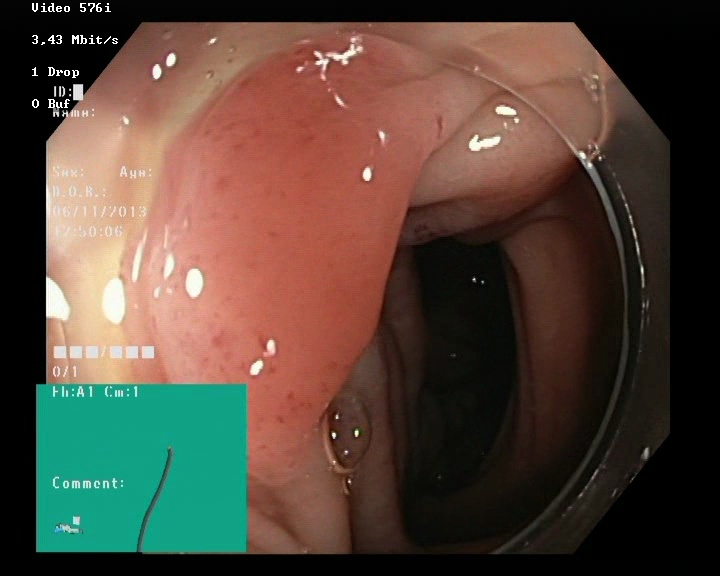 Video 576i
3,43 Mbit/s
1 Drop
ID:
0 Buf
Name:
Sex: Age:
D.O.B.:
06/11/2013
12:50:06
/
0/1
Ph:A1 Cm:1
Comment: